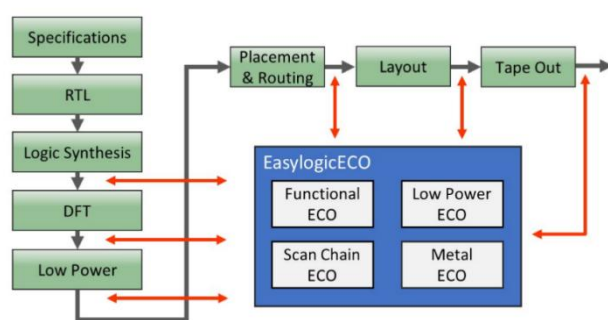 Specifications
RTL
Logic Synthesis
DFT
Low Power
Placement
& Routing
Layout
Tape Out
EasylogicECO
Functional
ECO
Low Power
ECO
Scan Chain
ECO
Metal
ECO